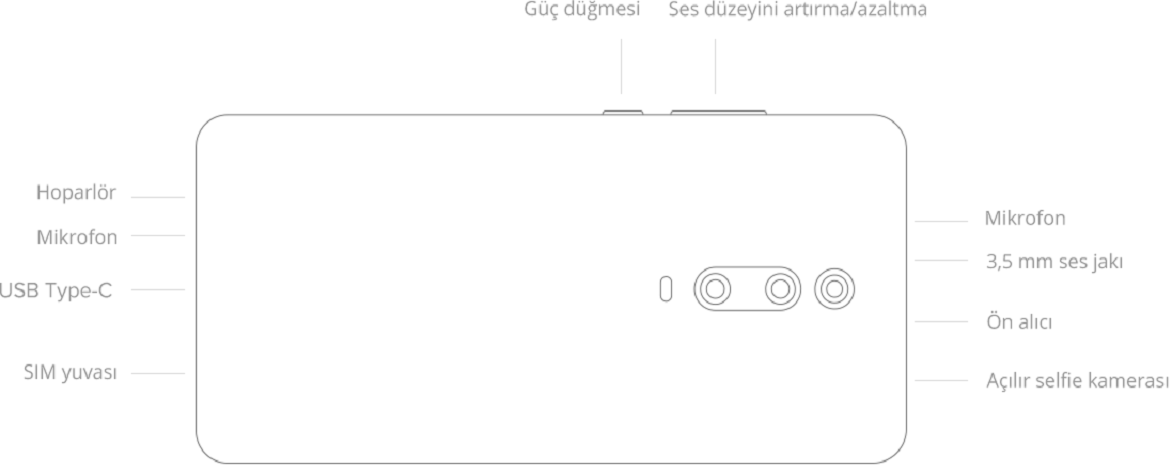 Güç düğmesi
Ses düzeyini artırma/azaltma
Hoparlör
Mikrofon
USB Type-C
SIM yuvası
Mikrofon
3,5 mm ses jakı
Ön alıcı
Açılır selfie kamerası